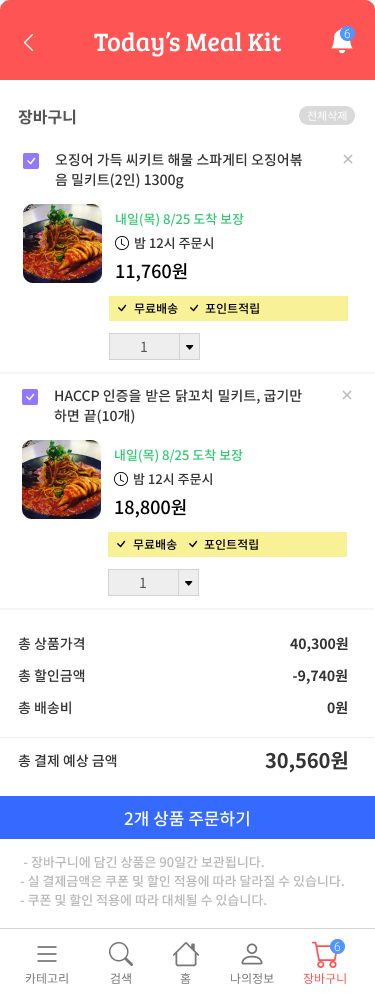 Today's Meal Kit
6
장바구니
전체삭제
오징어 가득 씨키트 해물 스파게티 오징어볶
음 밀키트(2인) 1300g
내일(목) 8/25 도착 보장
밤 12시 주문시
11,760원
무료배송 포인트적립
1
HACCP 인증을 받은 닭꼬치 밀키트, 굽기만
하면 끝(10개)
내일(목) 8/25 도착 보장
밤 12시 주문시
18,800원
무료배송 포인트적립
1
총 상품가격 40,300원
총 할인금액 -9,740원
총 배송비 0원
총 결제 예상 금액 30,560원
2개 상품 주문하기
- 장바구니에 담긴 상품은 90일간 보관됩니다.
- 실 결제금액은 쿠폰 및 할인 적용에 따라 달라질 수 있습니다.
- 쿠폰 및 할인 적용에 따라 대체될 수 있습니다.
6
카테고리 검색 홈 나의정보 장바구니